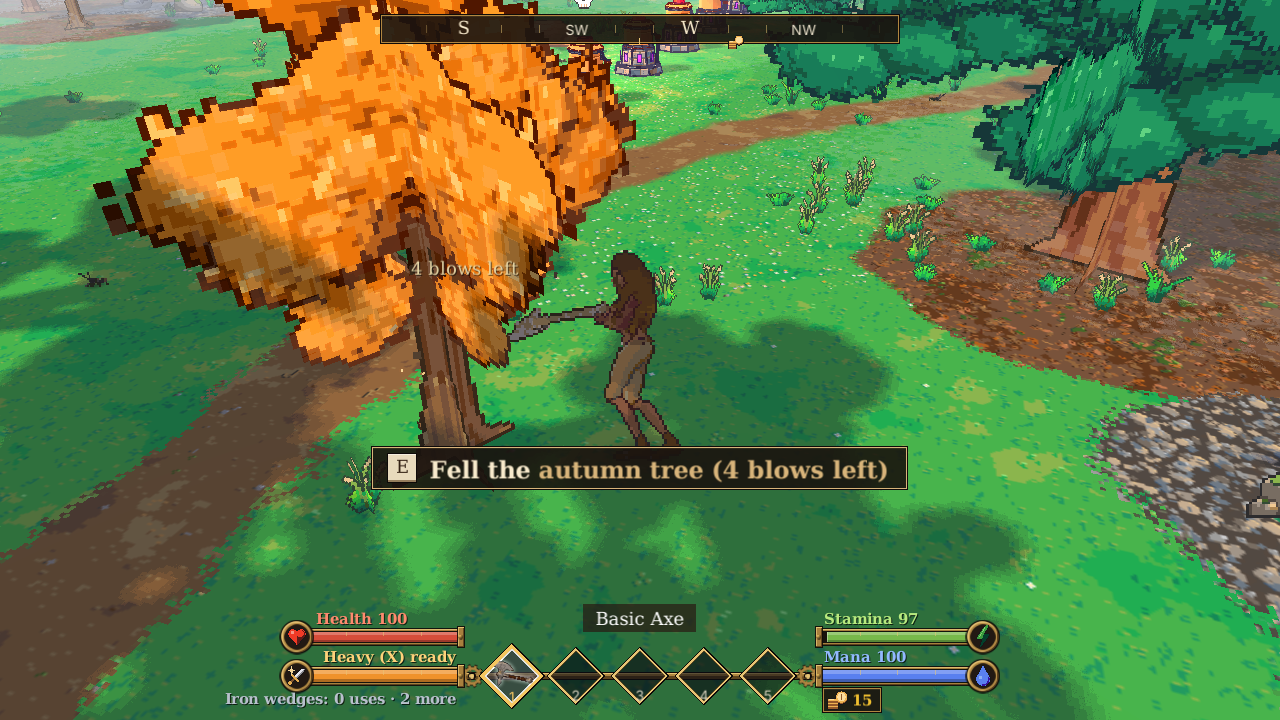 S SW W NW
4 blows left
E Fell the autumn tree (4 blows left)
Basic Axe
Health 100
Stamina 97
Heavy (X) ready
Mana 100
1 2 3 4 5
Iron wedges: 0 uses · 2 more
15